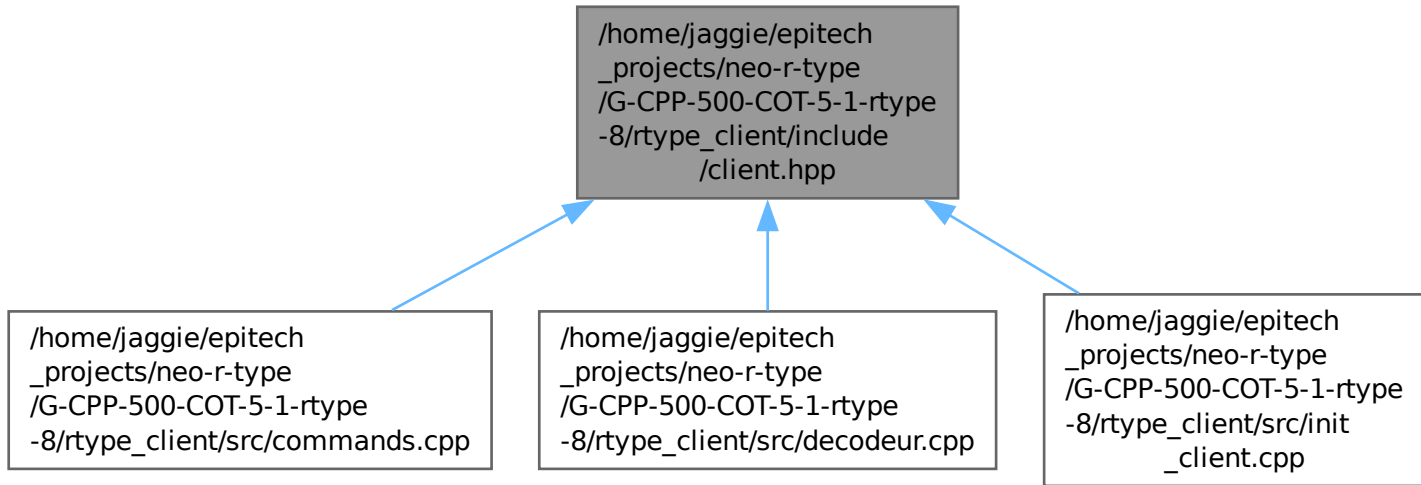 /home/jaggie/epitech
_projects/neo-r-type
/G-CPP-500-COT-5-1-rtype
-8/rtype_client/include
/client.hpp
/home/jaggie/epitech
_projects/neo-r-type
/G-CPP-500-COT-5-1-rtype
-8/rtype_client/src/commands.cpp
/home/jaggie/epitech
_projects/neo-r-type
/G-CPP-500-COT-5-1-rtype
-8/rtype_client/src/decodeur.cpp
/home/jaggie/epitech
_projects/neo-r-type
/G-CPP-500-COT-5-1-rtype
-8/rtype_client/src/init
_client.cpp